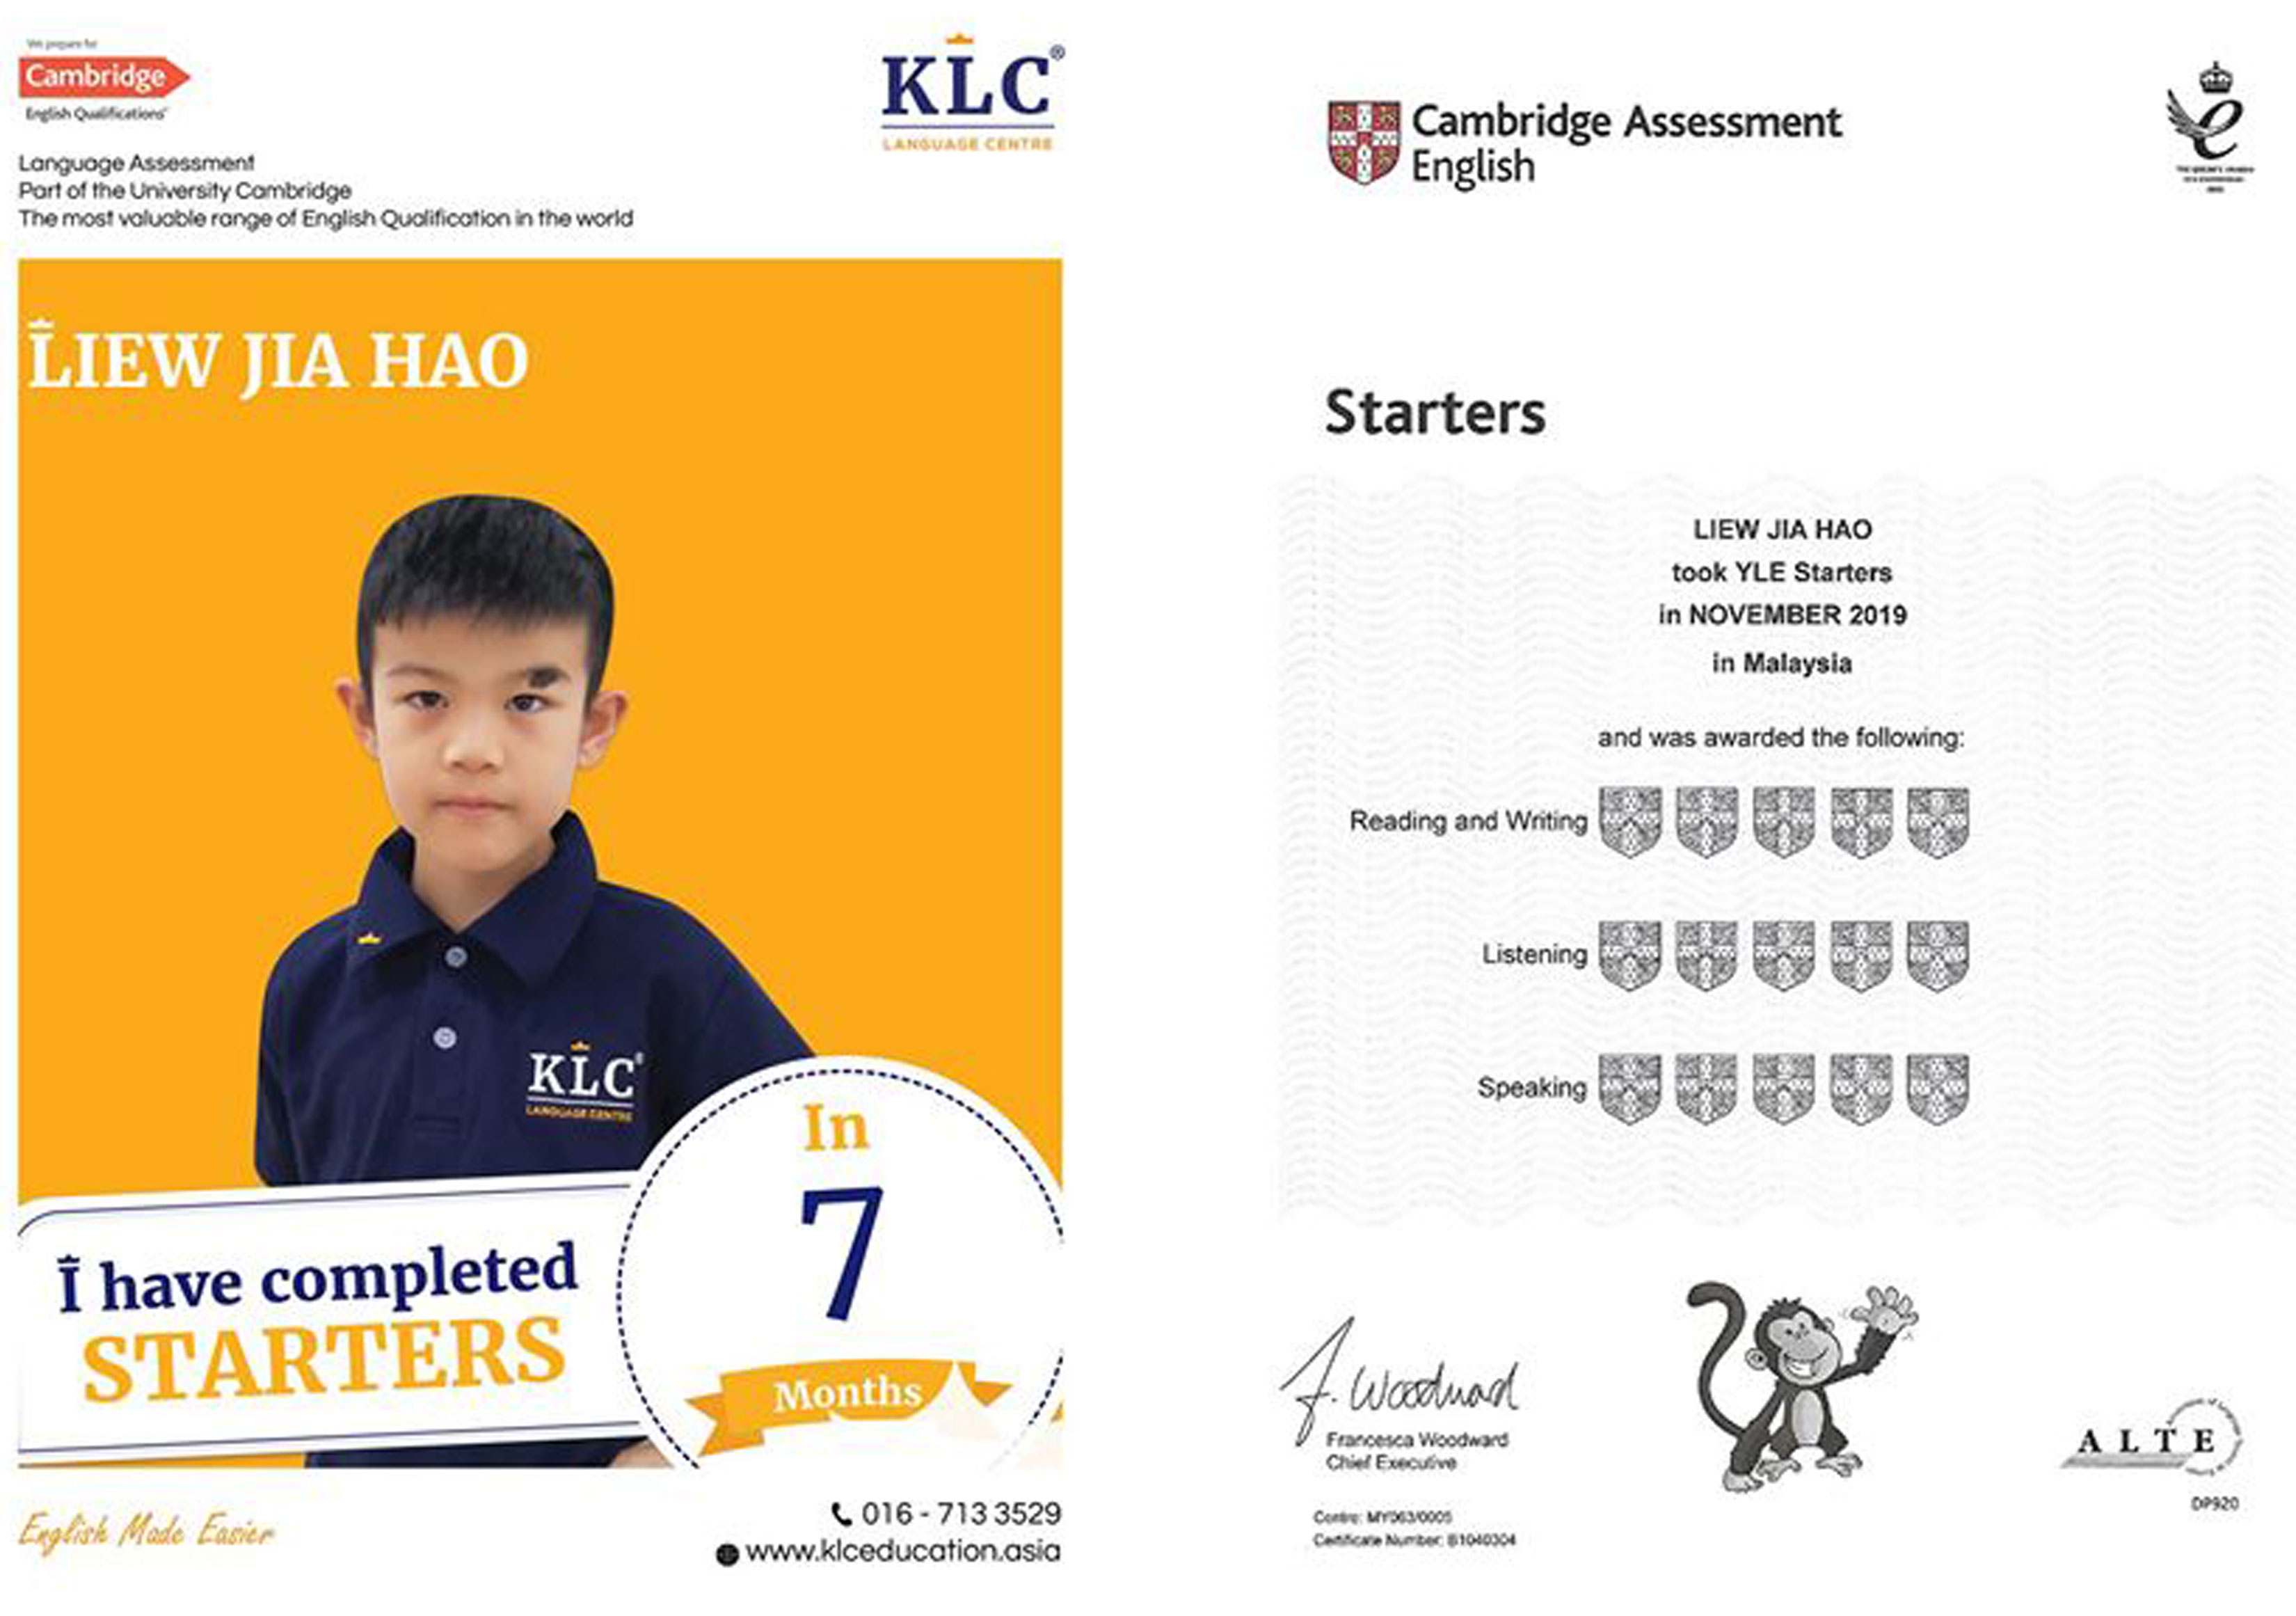 We prepare for
Cambridge
English Qualifications
Language Assessment
Part of the University Cambridge
The most valuable range of English Qualification in the world
KLC®
LANGUAGE CENTRE
LIEW JIA HAO
KLC®
LANGUAGE CENTRE
In
7
Months
I have completed
STARTERS
English Made Easier
016 - 713 3529
www.klceducation.asia
Cambridge Assessment
English
e
Starters
LIEW JIA HAO
took YLE Starters
in NOVEMBER 2019
in Malaysia
and was awarded the following:
Reading and Writing
Listening
Speaking
F. Woodward
Francesca Woodward
Chief Executive
Centre: MY063/0005
Certificate Number: B1040304
ALTE
DP920